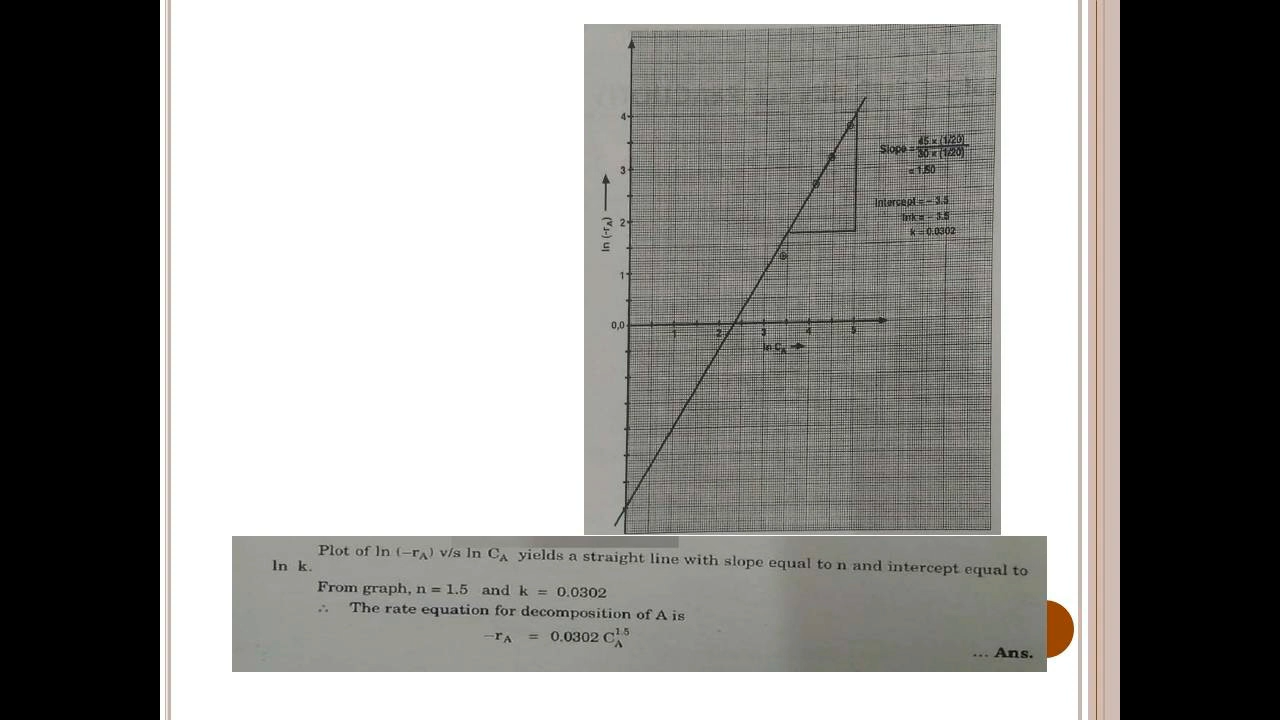 4
3
2
1
0,0
ln (-rA)
1 2 3 4 5
ln CA
Slope = 45 × (1/20) / 30 × (1/20)
= 1.50
Intercept = - 3.5
lnk = - 3.5
k = 0.0302
Plot of ln (−rA) v/s ln CA yields a straight line with slope equal to n and intercept equal to
ln k.
From graph, n = 1.5 and k = 0.0302
∴ The rate equation for decomposition of A is
−rA = 0.0302 CA^1.5
... Ans.